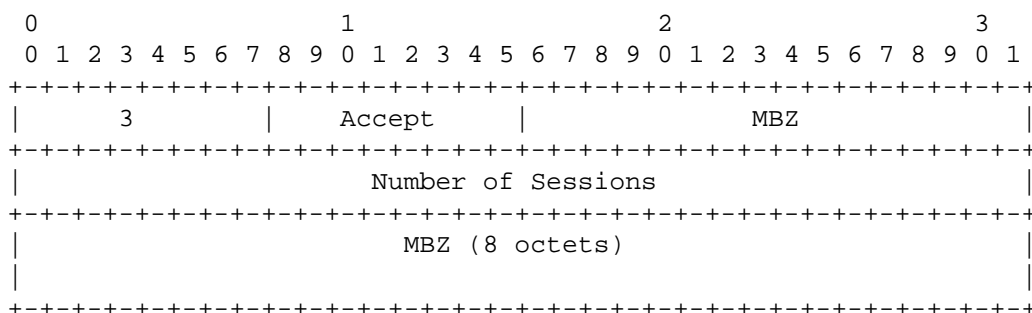 0                   1                   2                   3
 0 1 2 3 4 5 6 7 8 9 0 1 2 3 4 5 6 7 8 9 0 1 2 3 4 5 6 7 8 9 0 1
+-+-+-+-+-+-+-+-+-+-+-+-+-+-+-+-+-+-+-+-+-+-+-+-+-+-+-+-+-+-+-+-+
|      3        |    Accept     |              MBZ              |
+-+-+-+-+-+-+-+-+-+-+-+-+-+-+-+-+-+-+-+-+-+-+-+-+-+-+-+-+-+-+-+-+
|                      Number of Sessions                       |
+-+-+-+-+-+-+-+-+-+-+-+-+-+-+-+-+-+-+-+-+-+-+-+-+-+-+-+-+-+-+-+-+
|                        MBZ (8 octets)                         |
|                                                               |
+-+-+-+-+-+-+-+-+-+-+-+-+-+-+-+-+-+-+-+-+-+-+-+-+-+-+-+-+-+-+-+-+